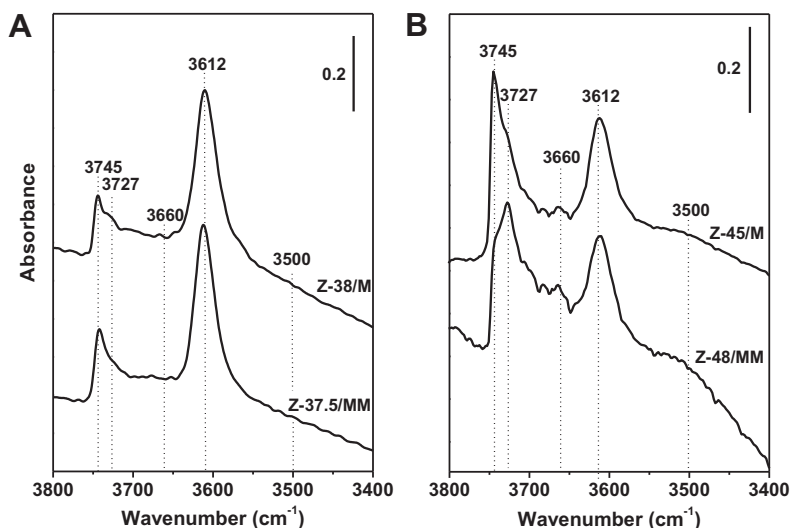 A
0.2
3612
3745
3727
3660
3500
Z-38/M
Z-37.5/MM
Absorbance
3800 3700 3600 3500 3400
Wavenumber (cm⁻¹)
B
3745
0.2
3727
3612
3660
3500
Z-45/M
Z-48/MM
3800 3700 3600 3500 3400
Wavenumber (cm⁻¹)